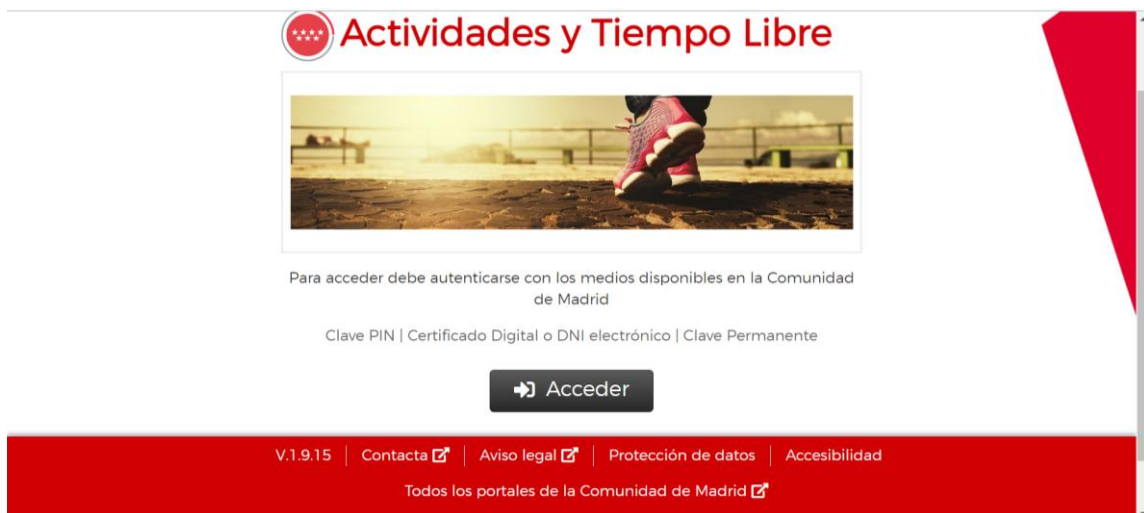 Actividades y Tiempo Libre
Para acceder debe autenticarse con los medios disponibles en la Comunidad
de Madrid
Clave PIN | Certificado Digital o DNI electrónico | Clave Permanente
Acceder
V.1.9.15 | Contacta | Aviso legal | Protección de datos | Accesibilidad
Todos los portales de la Comunidad de Madrid